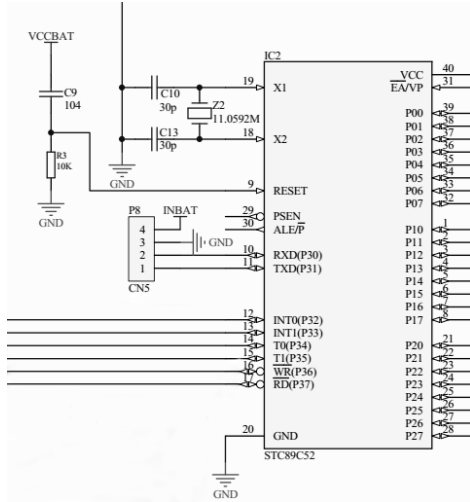 VCCBAT
C9
104
R3
10K
GND
GND
C10
30p
C13
30p
Z2
11.0592M
P8
INBAT
4
3
2
1
CN5
GND
IC2
19 X1
18 X2
9 RESET
29 PSEN
30 ALE/P
10 RXD(P30)
11 TXD(P31)
12 INT0(P32)
13 INT1(P33)
14 T0(P34)
15 T1(P35)
16 WR(P36)
17 RD(P37)
20 GND
GND
VCC 40
EA/VP 31
P00 39
P01 38
P02 37
P03 36
P04 35
P05 34
P06 33
P07 32
P10 1
P11 2
P12 3
P13 4
P14 5
P15 6
P16 7
P17 8
P20 21
P21 22
P22 23
P23 24
P24 25
P25 26
P26 27
P27 28
STC89C52